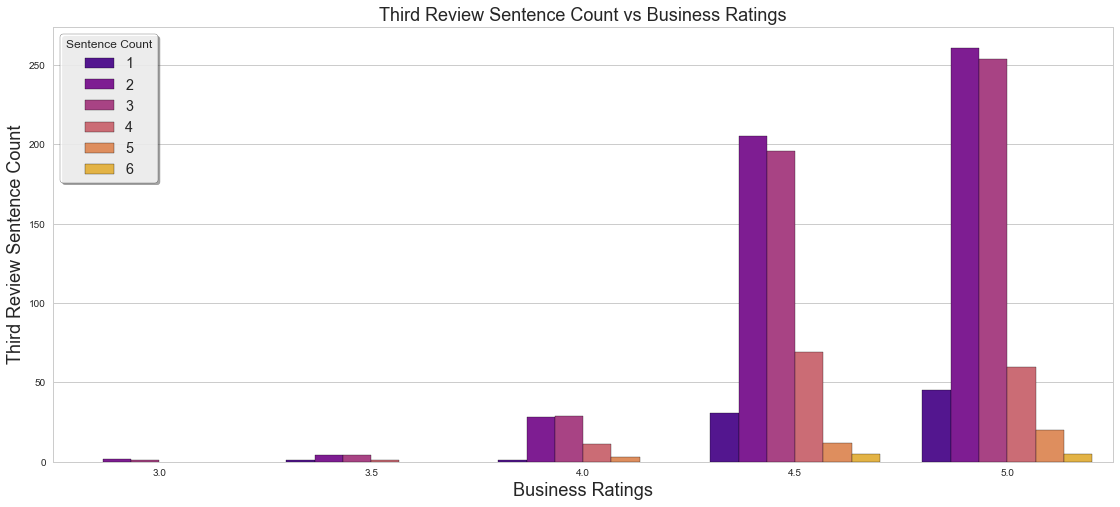 Third Review Sentence Count vs Business Ratings
Sentence Count
1
2
3
4
5
6
Third Review Sentence Count
250
200
150
100
50
0
3.0 3.5 4.0 4.5 5.0
Business Ratings